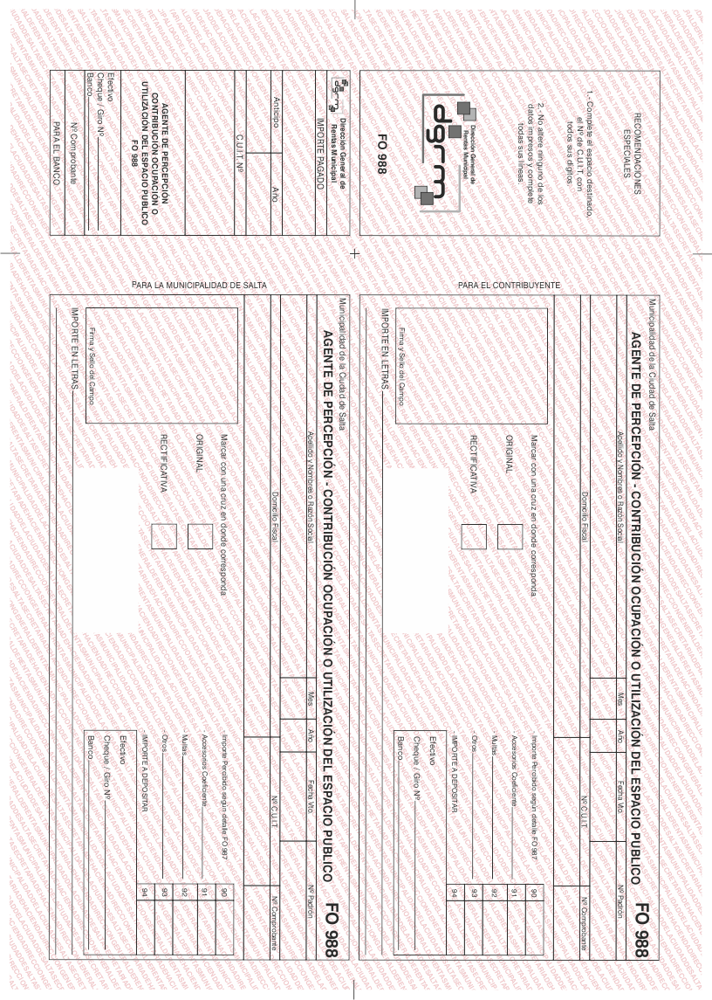 RECOMENDACIONES
ESPECIALES
1.- Complete el espacio destinado,
el Nº de C.U.I.T. con
todos sus digitos
2.- No altere ninguno de los
datos impresos y complete
todas sus lineas.
Dirección General de
Rentas Municipal
dgrm
FO 988
Dirección General de
Rentas Municipal
dgrm
IMPORTE PAGADO
Anticipo
Año
C.U.I.T. Nº
AGENTE DE PERCEPCIÓN
CONTRIBUCIÓN OCUPACIÓN O
UTILIZACIÓN DEL ESPACIO PUBLICO
FO 988
Efectivo
Cheque / Giro Nº
Banco
Nº Comprobante
PARA EL BANCO
PARA EL CONTRIBUYENTE
Municipalidad de la Ciudad de Salta
AGENTE DE PERCEPCIÓN - CONTRIBUCIÓN OCUPACIÓN O UTILIZACIÓN DEL ESPACIO PUBLICO FO 988
Apellido y Nombres o Razón Social
Mes
Año
Fecha Vto.
Nº Padrón
Domicilio Fiscal
Nº C.U.I.T.
Nº Comprobante
Marcar con una cruz en donde corresponda
ORIGINAL
RECTIFICATIVA
- Importe Percibido según detalle FO 987 90
Accesorios Coeficiente 91
Multas 92
-Otros 93
-IMPORTE A DEPOSITAR 94
Firma y Sello del Campo
Efectivo
Cheque / Giro Nº
Banco
IMPORTE EN LETRAS
PARA LA MUNICIPALIDAD DE SALTA
Municipalidad de la Ciudad de Salta
AGENTE DE PERCEPCIÓN - CONTRIBUCIÓN OCUPACIÓN O UTILIZACIÓN DEL ESPACIO PUBLICO FO 988
Apellido y Nombres o Razón Social
Mes
Año
Fecha Vto.
Nº Padrón
Domicilio Fiscal
Nº C.U.I.T.
Nº Comprobante
Marcar con una cruz en donde corresponda
ORIGINAL
RECTIFICATIVA
- Importe Percibido según detalle FO 987 90
Accesorios Coeficiente 91
- Multas 92
- Otros 93
- IMPORTE A DEPOSITAR 94
Firma y Sello del Campo
Efectivo
Cheque / Giro Nº
Banco
IMPORTE EN LETRAS